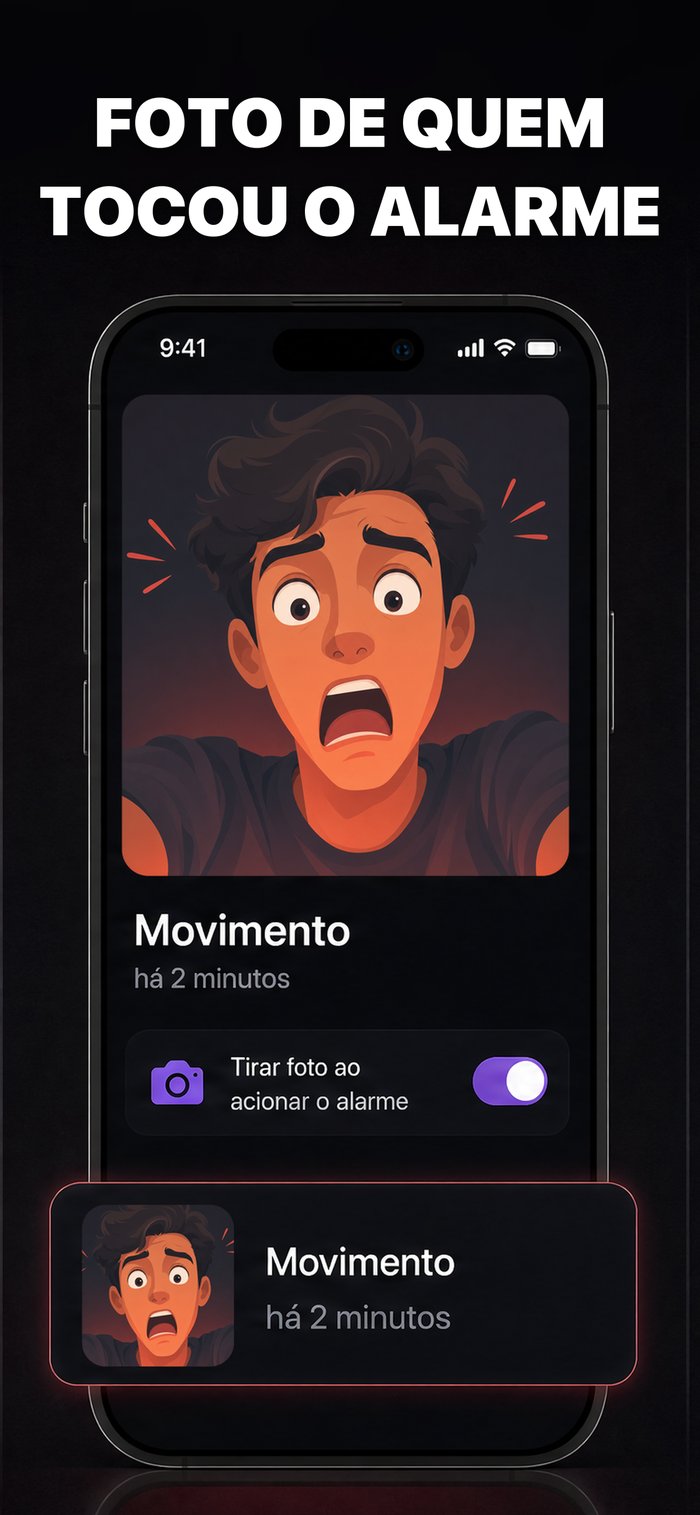 FOTO DE QUEM
TOCOU O ALARME
9:41
Movimento
há 2 minutos
Tirar foto ao
acionar o alarme
Movimento
há 2 minutos